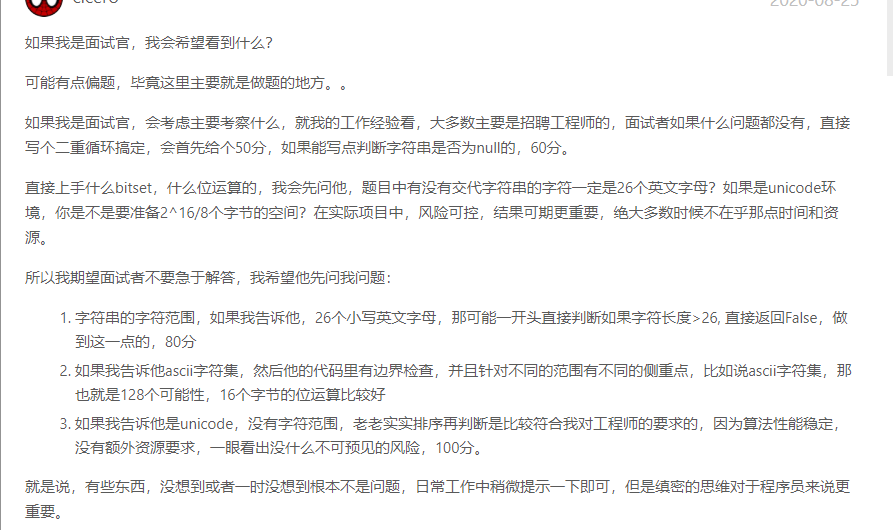 cicero
2020-08-25
如果我是面试官，我会希望看到什么？
可能有点偏题，毕竟这里主要就是做题的地方。。
如果我是面试官，会考虑主要考察什么，就我的工作经验看，大多数主要是招聘工程师的，面试者如果什么问题都没有，直接
写个二重循环搞定，会首先给个50分，如果能写点判断字符串是否为null的，60分。
直接上手什么bitset，什么位运算的，我会先问他，题目中有没有交代字符串的字符一定是26个英文字母？如果是unicode环
境，你是不是要准备2^16/8个字节的空间？在实际项目中，风险可控，结果可期更重要，绝大多数时候不在乎那点时间和资
源。
所以我期望面试者不要急于解答，我希望他先问我问题：
1. 字符串的字符范围，如果我告诉他，26个小写英文字母，那可能一开头直接判断如果字符长度>26, 直接返回False，做
到这一点的，80分
2. 如果我告诉他ascii字符集，然后他的代码里有边界检查，并且针对不同的范围有不同的侧重点，比如说ascii字符集，那
也就是128个可能性，16个字节的位运算比较好
3. 如果我告诉他是unicode，没有字符范围，老老实实排序再判断是比较符合我对工程师的要求的，因为算法性能稳定，
没有额外资源要求，一眼看出没什么不可预见的风险，100分。
就是说，有些东西，没想到或者一时没想到根本不是问题，日常工作中稍微提示一下即可，但是缜密的思维对于程序员来说更
重要。